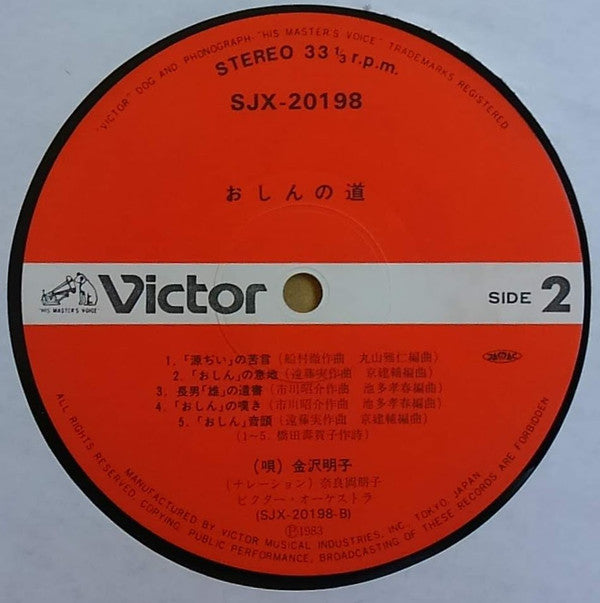 "VICTOR" DOG AND PHONOGRAPH-"HIS MASTER'S VOICE" TRADEMARKS REGISTERED
STEREO 33 1/3 r.p.m.
SJX-20198
おしんの道
"HIS MASTER'S VOICE"
Victor
SIDE 2
JASRAC
1.「源ぢい」の苦言(船村徹作曲 丸山雅仁編曲)
2.「おしん」の意地(遠藤実作曲 京建輔編曲)
3. 長男「雄」の遺書(市川昭介作曲 池多孝春編曲)
4.「おしん」の嘆き(市川昭介作曲 池多孝春編曲)
5.「おしん」音頭(遠藤実作曲 京建輔編曲)
(1~5. 橋田壽賀子作詩)
(唄) 金沢明子
(ナレーション) 奈良岡朋子
ビクター・オーケストラ
(SJX-20198-B)
Ⓟ1983
MANUFACTURED BY VICTOR MUSICAL INDUSTRIES, INC., TOKYO, JAPAN.
ALL RIGHTS RESERVED. COPYING, PUBLIC PERFORMANCE, BROADCASTING OF THESE RECORDS ARE FORBIDDEN